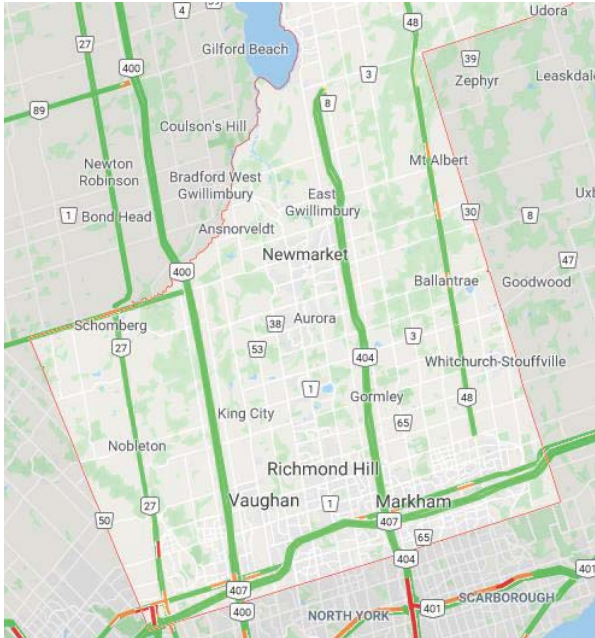 Udora
4
48
27
Gilford Beach
39
400
3
Zephyr
Leaskdale
8
89
Coulson's Hill
Mt Albert
Newton
Robinson
Bradford West
Gwillimbury
East
Gwillimbury
1
Bond Head
30
8
Ansnorveldt
Newmarket
47
400
Ballantrae
Goodwood
Schomberg
38
Aurora
3
27
53
404
Whitchurch-Stouffville
1
Gormley
48
King City
65
Nobleton
Richmond Hill
27
Vaughan
1
Markham
50
407
65
404
401
407
400
401
SCARBOROUGH
NORTH YORK